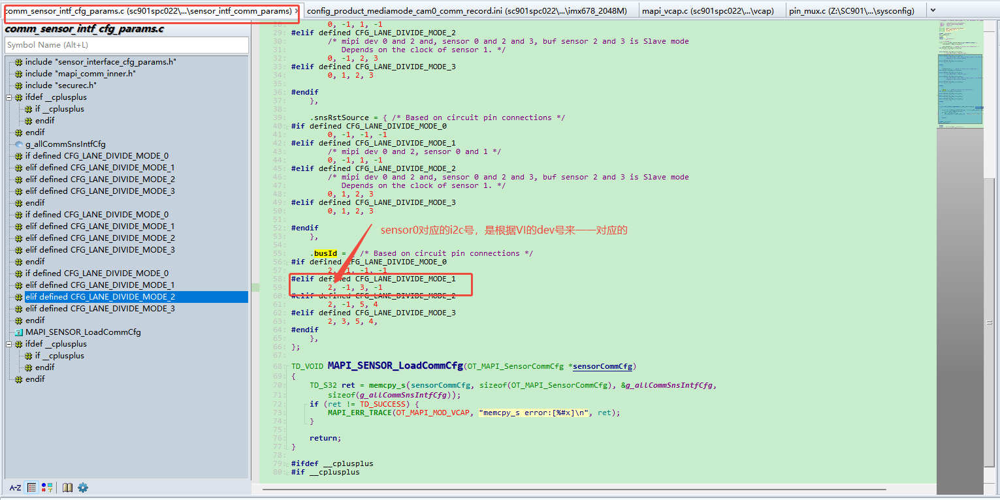 comm_sensor_intf_cfg_params.c (sc901spc022\...\sensor_intf_comm_params)
config_product_mediamode_cam0_comm_record.ini (sc901spc022\...\imx678_2048M)
mapi_vcap.c (sc901spc022\...\vcap)
pin_mux.c (Z:\SC901\...\sysconfig)
comm_sensor_intf_cfg_params.c
Symbol Name (Alt+L)
include "sensor_interface_cfg_params.h"
include "mapi_comm_inner.h"
include "securec.h"
ifdef __cplusplus
if __cplusplus
endif
endif
g_allCommSnsIntfCfg
if defined CFG_LANE_DIVIDE_MODE_0
elif defined CFG_LANE_DIVIDE_MODE_1
elif defined CFG_LANE_DIVIDE_MODE_2
elif defined CFG_LANE_DIVIDE_MODE_3
endif
if defined CFG_LANE_DIVIDE_MODE_0
elif defined CFG_LANE_DIVIDE_MODE_1
elif defined CFG_LANE_DIVIDE_MODE_2
elif defined CFG_LANE_DIVIDE_MODE_3
endif
if defined CFG_LANE_DIVIDE_MODE_0
elif defined CFG_LANE_DIVIDE_MODE_1
elif defined CFG_LANE_DIVIDE_MODE_2
elif defined CFG_LANE_DIVIDE_MODE_3
endif
MAPI_SENSOR_LoadCommCfg
ifdef __cplusplus
if __cplusplus
endif
endif
A-Z
28: 0, -1, 1, -1
29: #elif defined CFG_LANE_DIVIDE_MODE_2
30: /* mipi dev 0 and 2 and, sensor 0 and 2 and 3, buf sensor 2 and 3 is Slave mode
31: Depends on the clock of sensor 1. */
32: 0, -1, 2, 3
33: #elif defined CFG_LANE_DIVIDE_MODE_3
34: 0, 1, 2, 3
35:
36: #endif
37: },
38:
39: .snsRstSource = { /* Based on circuit pin connections */
40: #if defined CFG_LANE_DIVIDE_MODE_0
41: 0, -1, -1, -1
42: #elif defined CFG_LANE_DIVIDE_MODE_1
43: /* mipi dev 0 and 2, sensor 0 and 1 */
44: 0, -1, 1, -1
45: #elif defined CFG_LANE_DIVIDE_MODE_2
46: /* mipi dev 0 and 2 and, sensor 0 and 2 and 3, buf sensor 2 and 3 is Slave mode
47: Depends on the clock of sensor 1. */
48: 0, 1, 2, 3
49: #elif defined CFG_LANE_DIVIDE_MODE_3
50: 0, 1, 2, 3
51:
52: #endif
sensor0对应的i2c号，是根据VI的dev号来一一对应的
53: },
54:
55: .busId = /* Based on circuit pin connections */
56: #if defined CFG_LANE_DIVIDE_MODE_0
57: 2, -1, -1, -1
58: #elif defined CFG_LANE_DIVIDE_MODE_1
59: 2, -1, 3, -1
60: #elif defined CFG_LANE_DIVIDE_MODE_2
61: 2, -1, 5, 4
62: #elif defined CFG_LANE_DIVIDE_MODE_3
63: 2, 3, 5, 4,
64: #endif
65: },
66: };
67:
68: TD_VOID MAPI_SENSOR_LoadCommCfg(OT_MAPI_SensorCommCfg *sensorCommCfg)
69: {
70: TD_S32 ret = memcpy_s(sensorCommCfg, sizeof(OT_MAPI_SensorCommCfg), &g_allCommSnsIntfCfg,
71: sizeof(g_allCommSnsIntfCfg));
72: if (ret != TD_SUCCESS) {
73: MAPI_ERR_TRACE(OT_MAPI_MOD_VCAP, "memcpy_s error:[%#x]\n", ret);
74: }
75:
76: return;
77: }
78:
79: #ifdef __cplusplus
80: #if __cplusplus